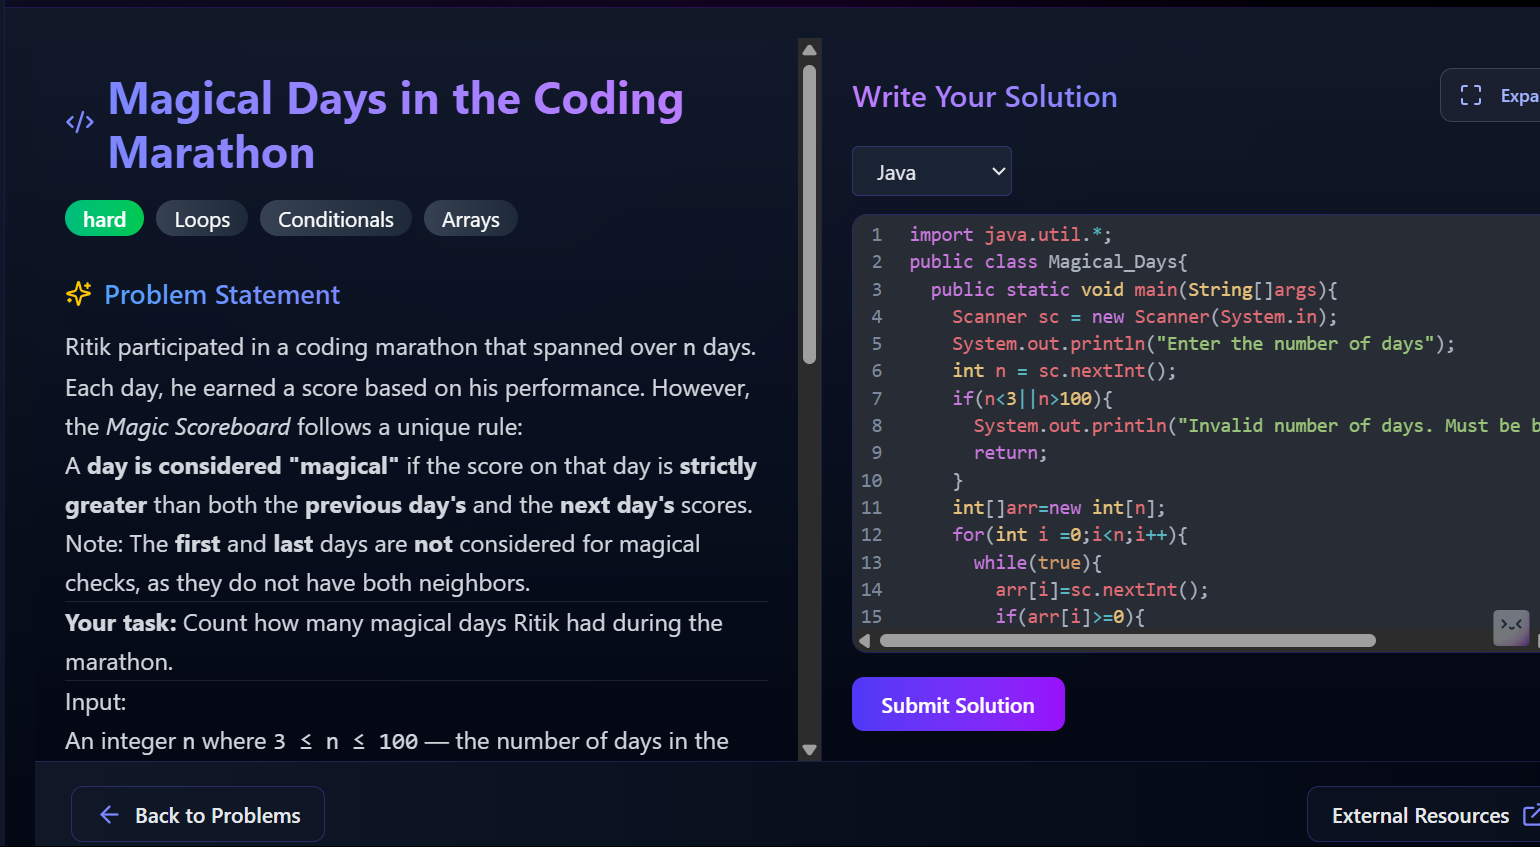 Magical Days in the Coding
Marathon
hard Loops Conditionals Arrays
Problem Statement
Ritik participated in a coding marathon that spanned over n days.
Each day, he earned a score based on his performance. However,
the Magic Scoreboard follows a unique rule:
A day is considered "magical" if the score on that day is strictly
greater than both the previous day's and the next day's scores.
Note: The first and last days are not considered for magical
checks, as they do not have both neighbors.
Your task: Count how many magical days Ritik had during the
marathon.
Input:
An integer n where 3 ≤ n ≤ 100 — the number of days in the
Back to Problems
Write Your Solution
Expa
Java
1 import java.util.*;
2 public class Magical_Days{
3 public static void main(String[]args){
4 Scanner sc = new Scanner(System.in);
5 System.out.println("Enter the number of days");
6 int n = sc.nextInt();
7 if(n<3||n>100){
8 System.out.println("Invalid number of days. Must be b
9 return;
10 }
11 int[]arr=new int[n];
12 for(int i =0;i<n;i++){
13 while(true){
14 arr[i]=sc.nextInt();
15 if(arr[i]>=0){
Submit Solution
External Resources